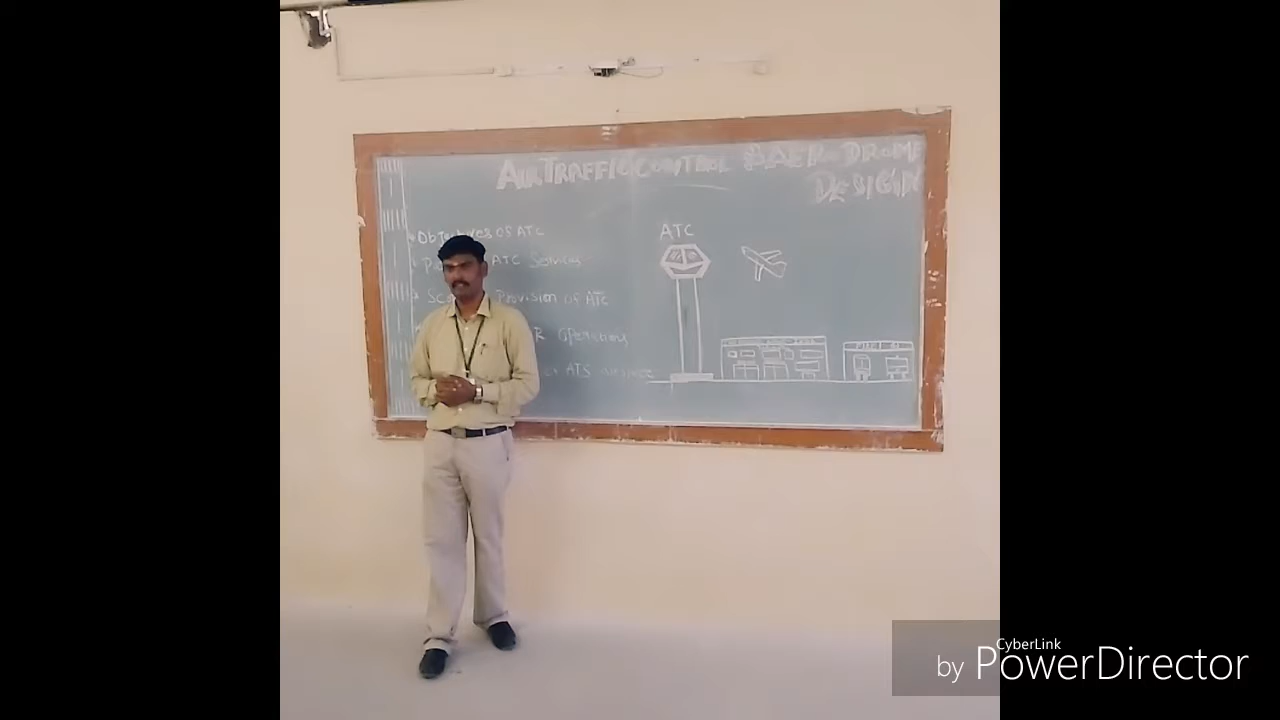 AIR TRAFFIC CONTROL & AERODROME
DESIGN
Objectives of ATC
ATC Services
Provision of ATC
R Operations
ATS airspace
ATC
CyberLink
by PowerDirector